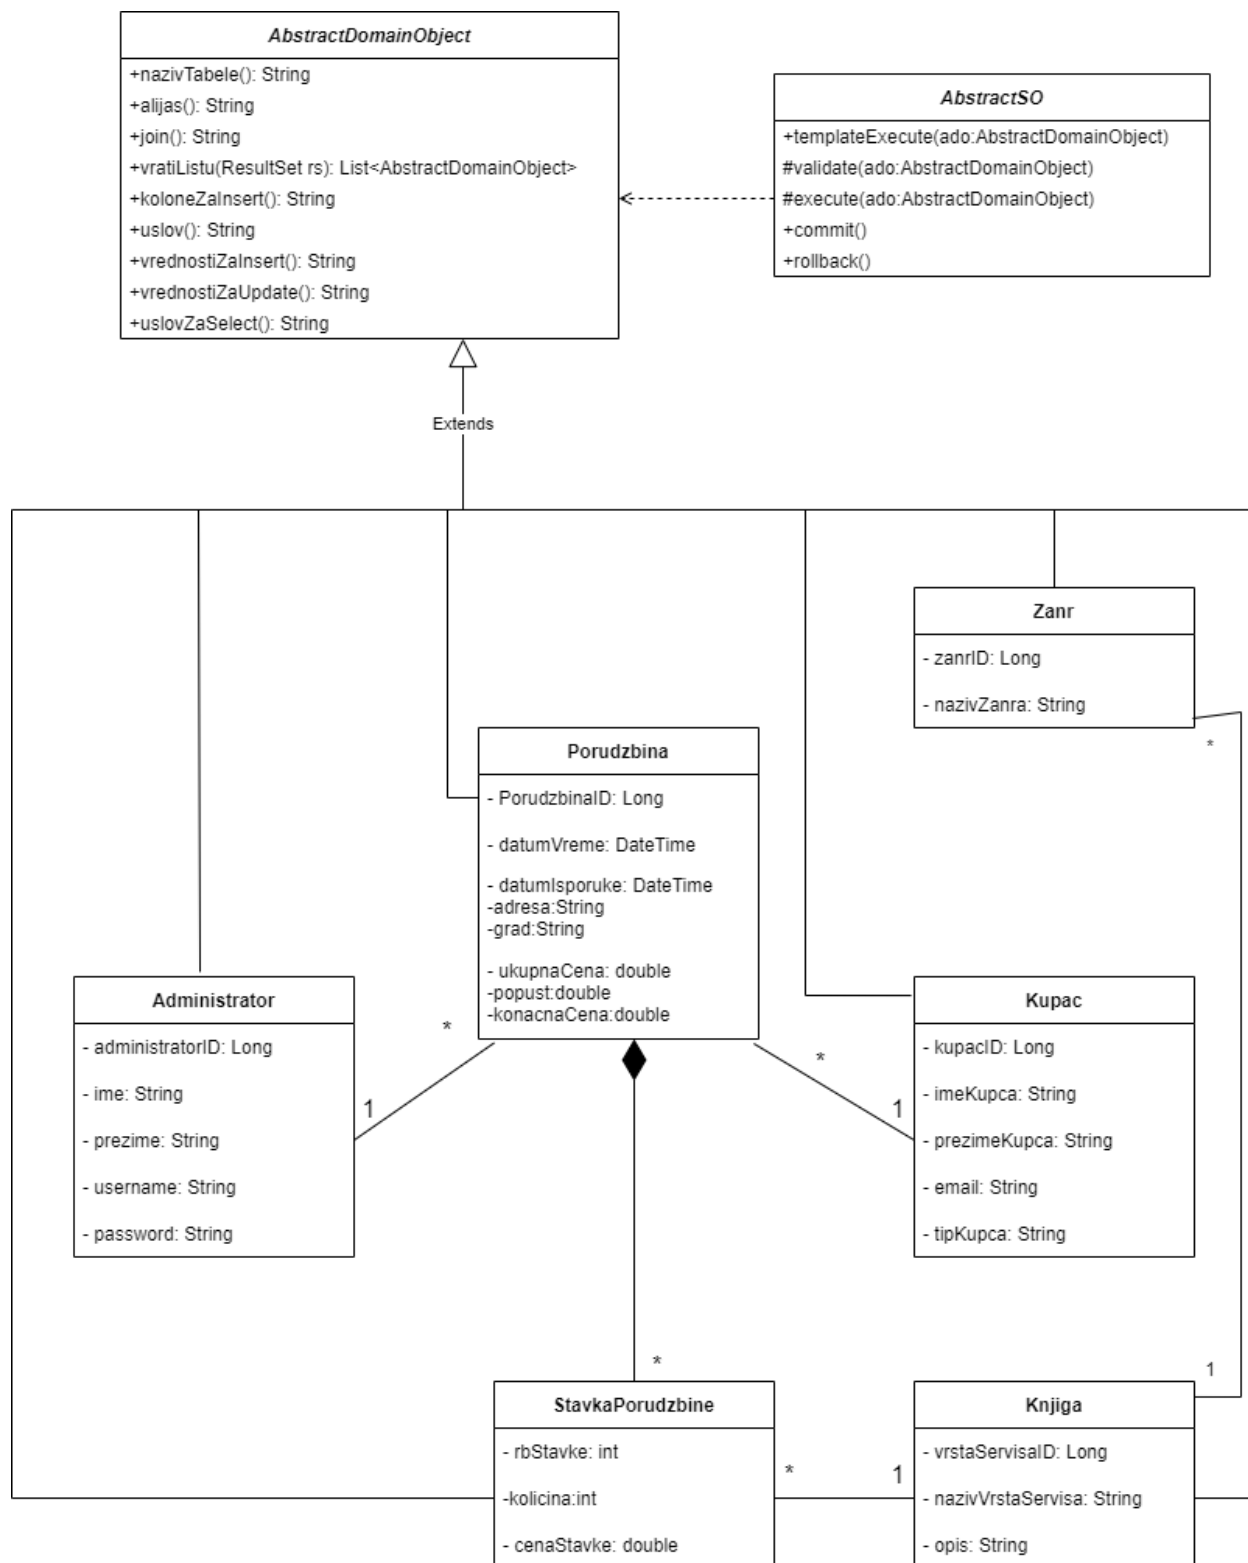 AbstractDomainObject
+nazivTabele(): String
+alijas(): String
+join(): String
+vratiListu(ResultSet rs): List<AbstractDomainObject>
+koloneZaInsert(): String
+uslov(): String
+vrednostiZaInsert(): String
+vrednostiZaUpdate(): String
+uslovZaSelect(): String
AbstractSO
+templateExecute(ado:AbstractDomainObject)
#validate(ado:AbstractDomainObject)
#execute(ado:AbstractDomainObject)
+commit()
+rollback()
Extends
Zanr
- zanrID: Long
- nazivZanra: String
*
Porudzbina
- PorudzbinaID: Long
- datumVreme: DateTime
- datumIsporuke: DateTime
-adresa:String
-grad:String
- ukupnaCena: double
-popust:double
-konacnaCena:double
Administrator
- administratorID: Long
- ime: String
- prezime: String
- username: String
- password: String
*
1
*
1
Kupac
- kupacID: Long
- imeKupca: String
- prezimeKupca: String
- email: String
- tipKupca: String
*
1
StavkaPorudzbine
- rbStavke: int
-kolicina:int
- cenaStavke: double
*
1
Knjiga
- vrstaServisaID: Long
- nazivVrstaServisa: String
- opis: String